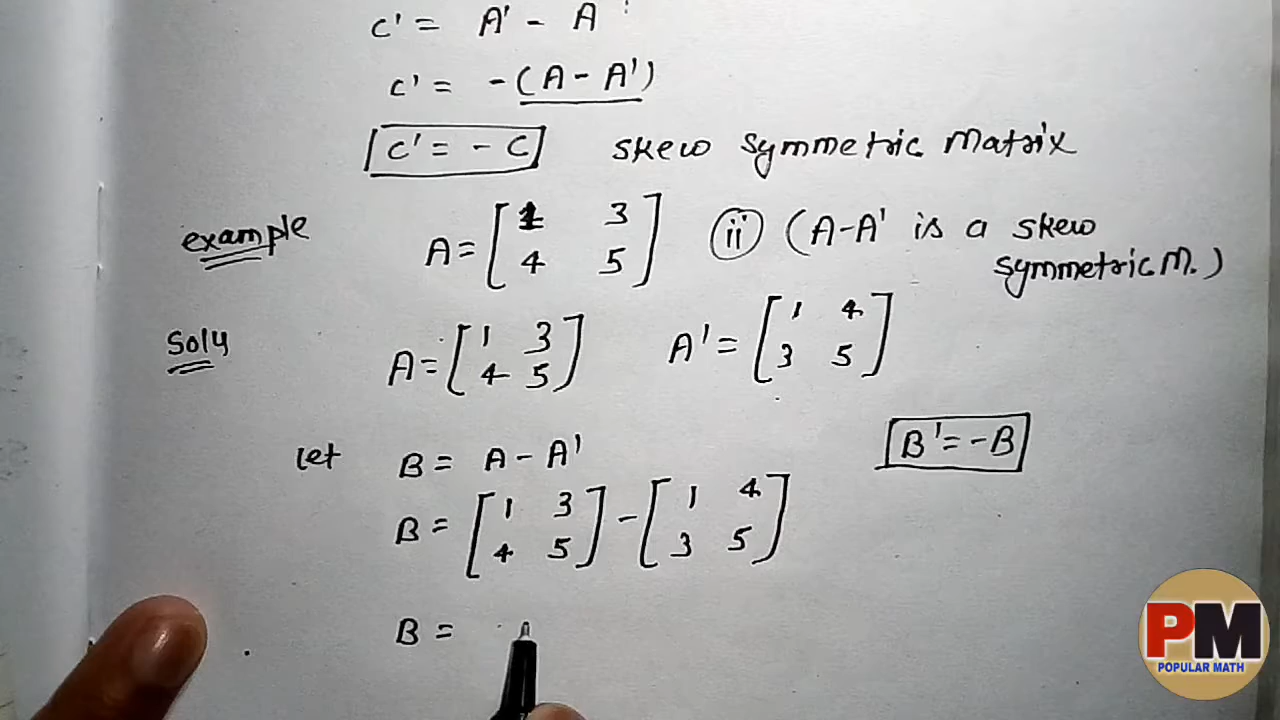 c' = A' - A
c' = -(A - A')
c' = - C skew symmetric Matrix
example A = [1 3 (ii) (A-A' is a skew
4 5] symmetric M.)
Soly A = [1 3 A' = [1 4
4 5] 3 5]
Let B = A - A' B' = -B
B = [1 3 - [1 4
4 5] 3 5]
B =
PM
POPULAR MATH